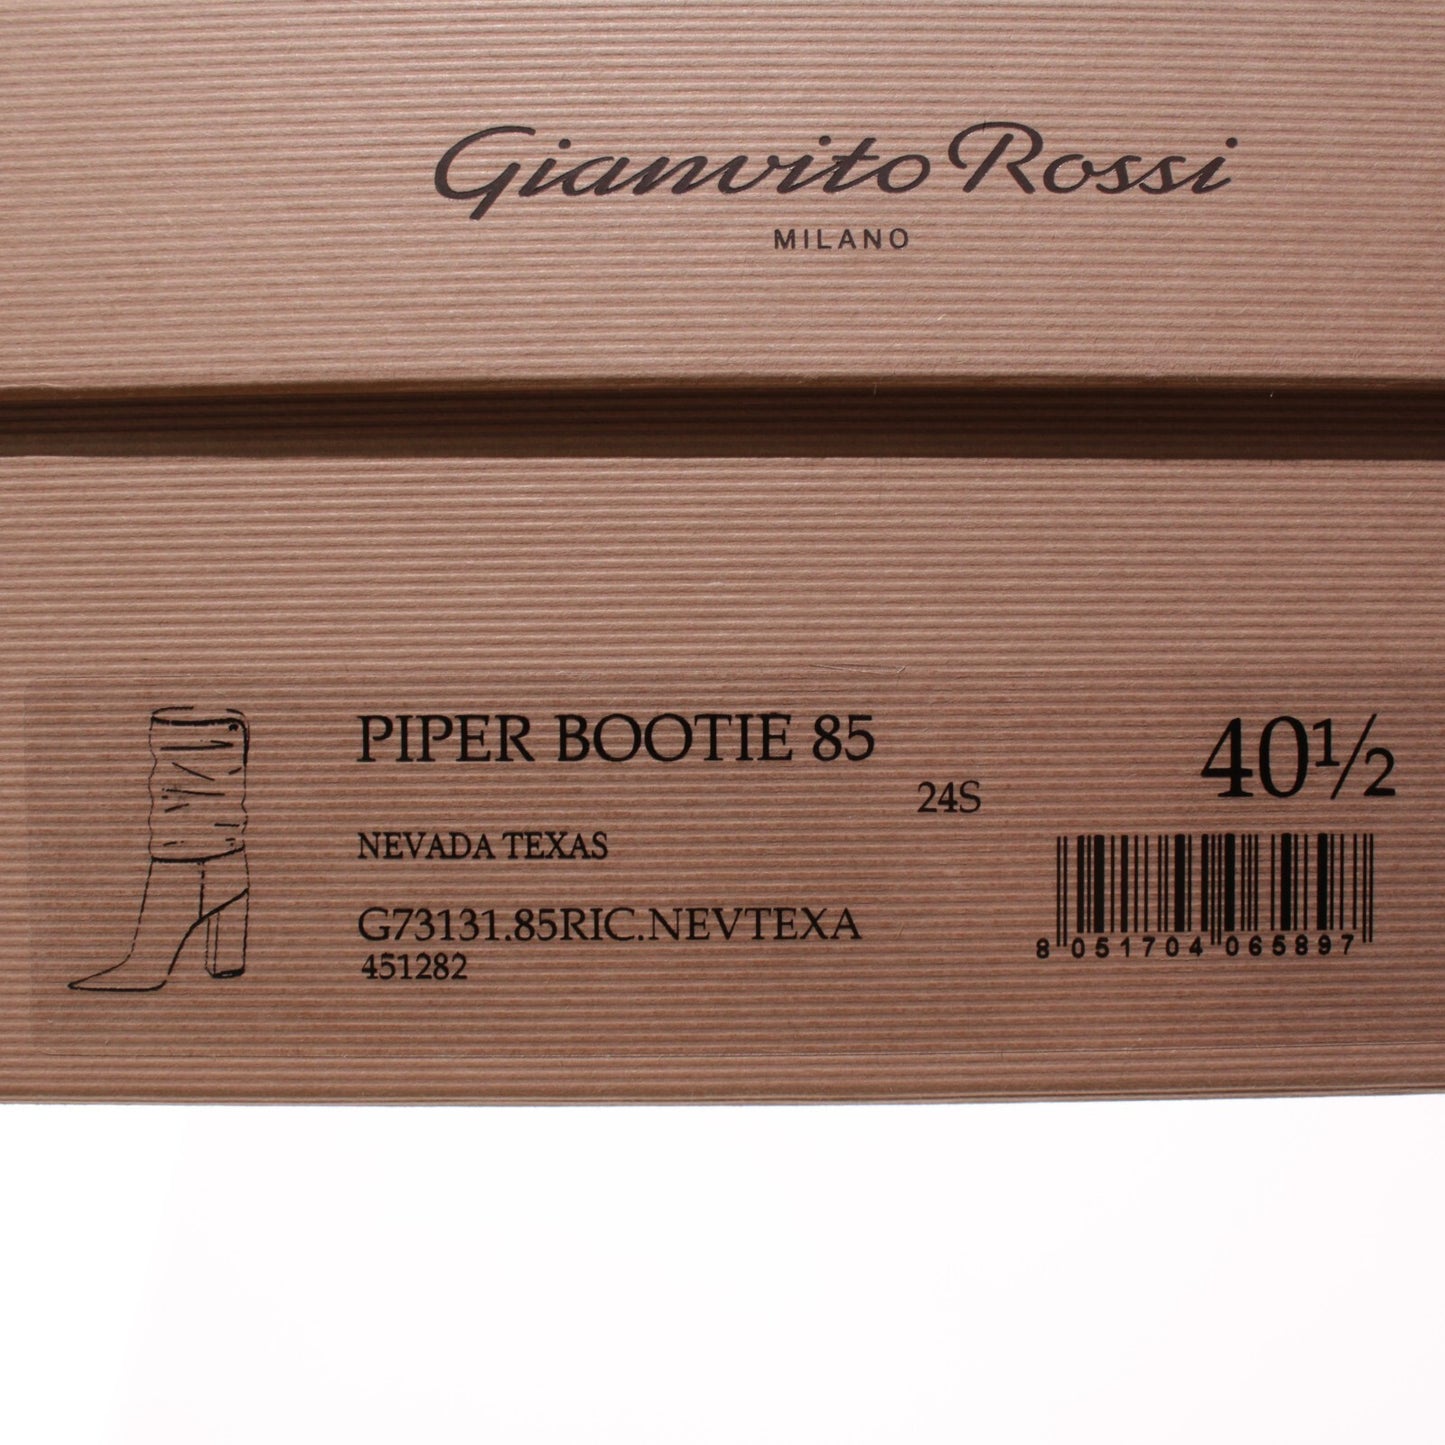 Gianvito Rossi
MILANO
PIPER BOOTIE 85
24S
40½
NEVADA TEXAS
G73131.85RIC.NEVTEXA
451282
8 051704 065897